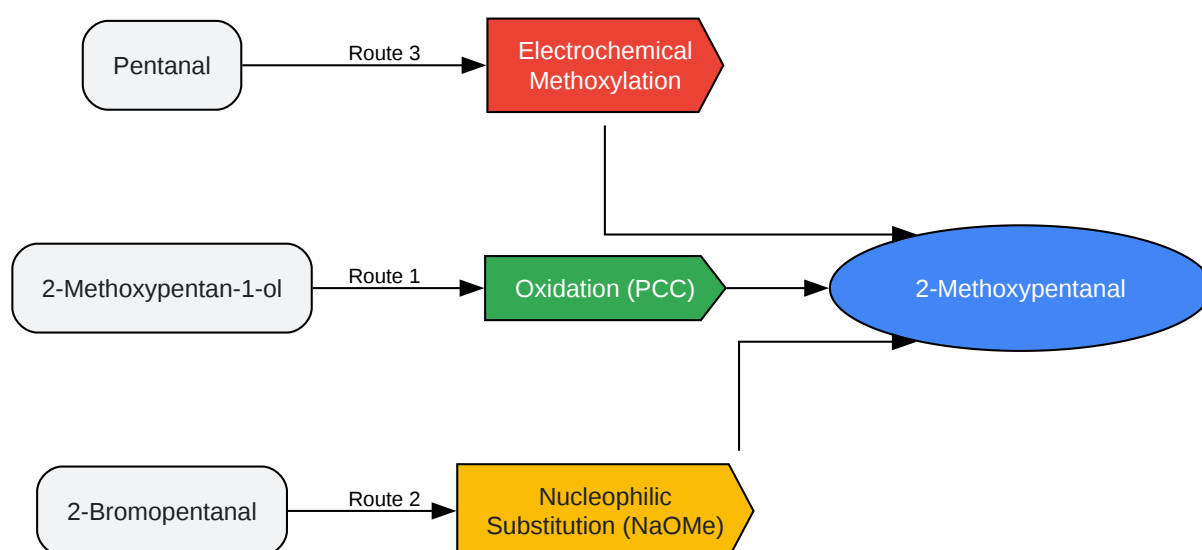 Pentanal
Route 3
Electrochemical
Methoxylation
2-Methoxypentan-1-ol
Route 1
Oxidation (PCC)
2-Methoxypentanal
2-Bromopentanal
Route 2
Nucleophilic
Substitution (NaOMe)